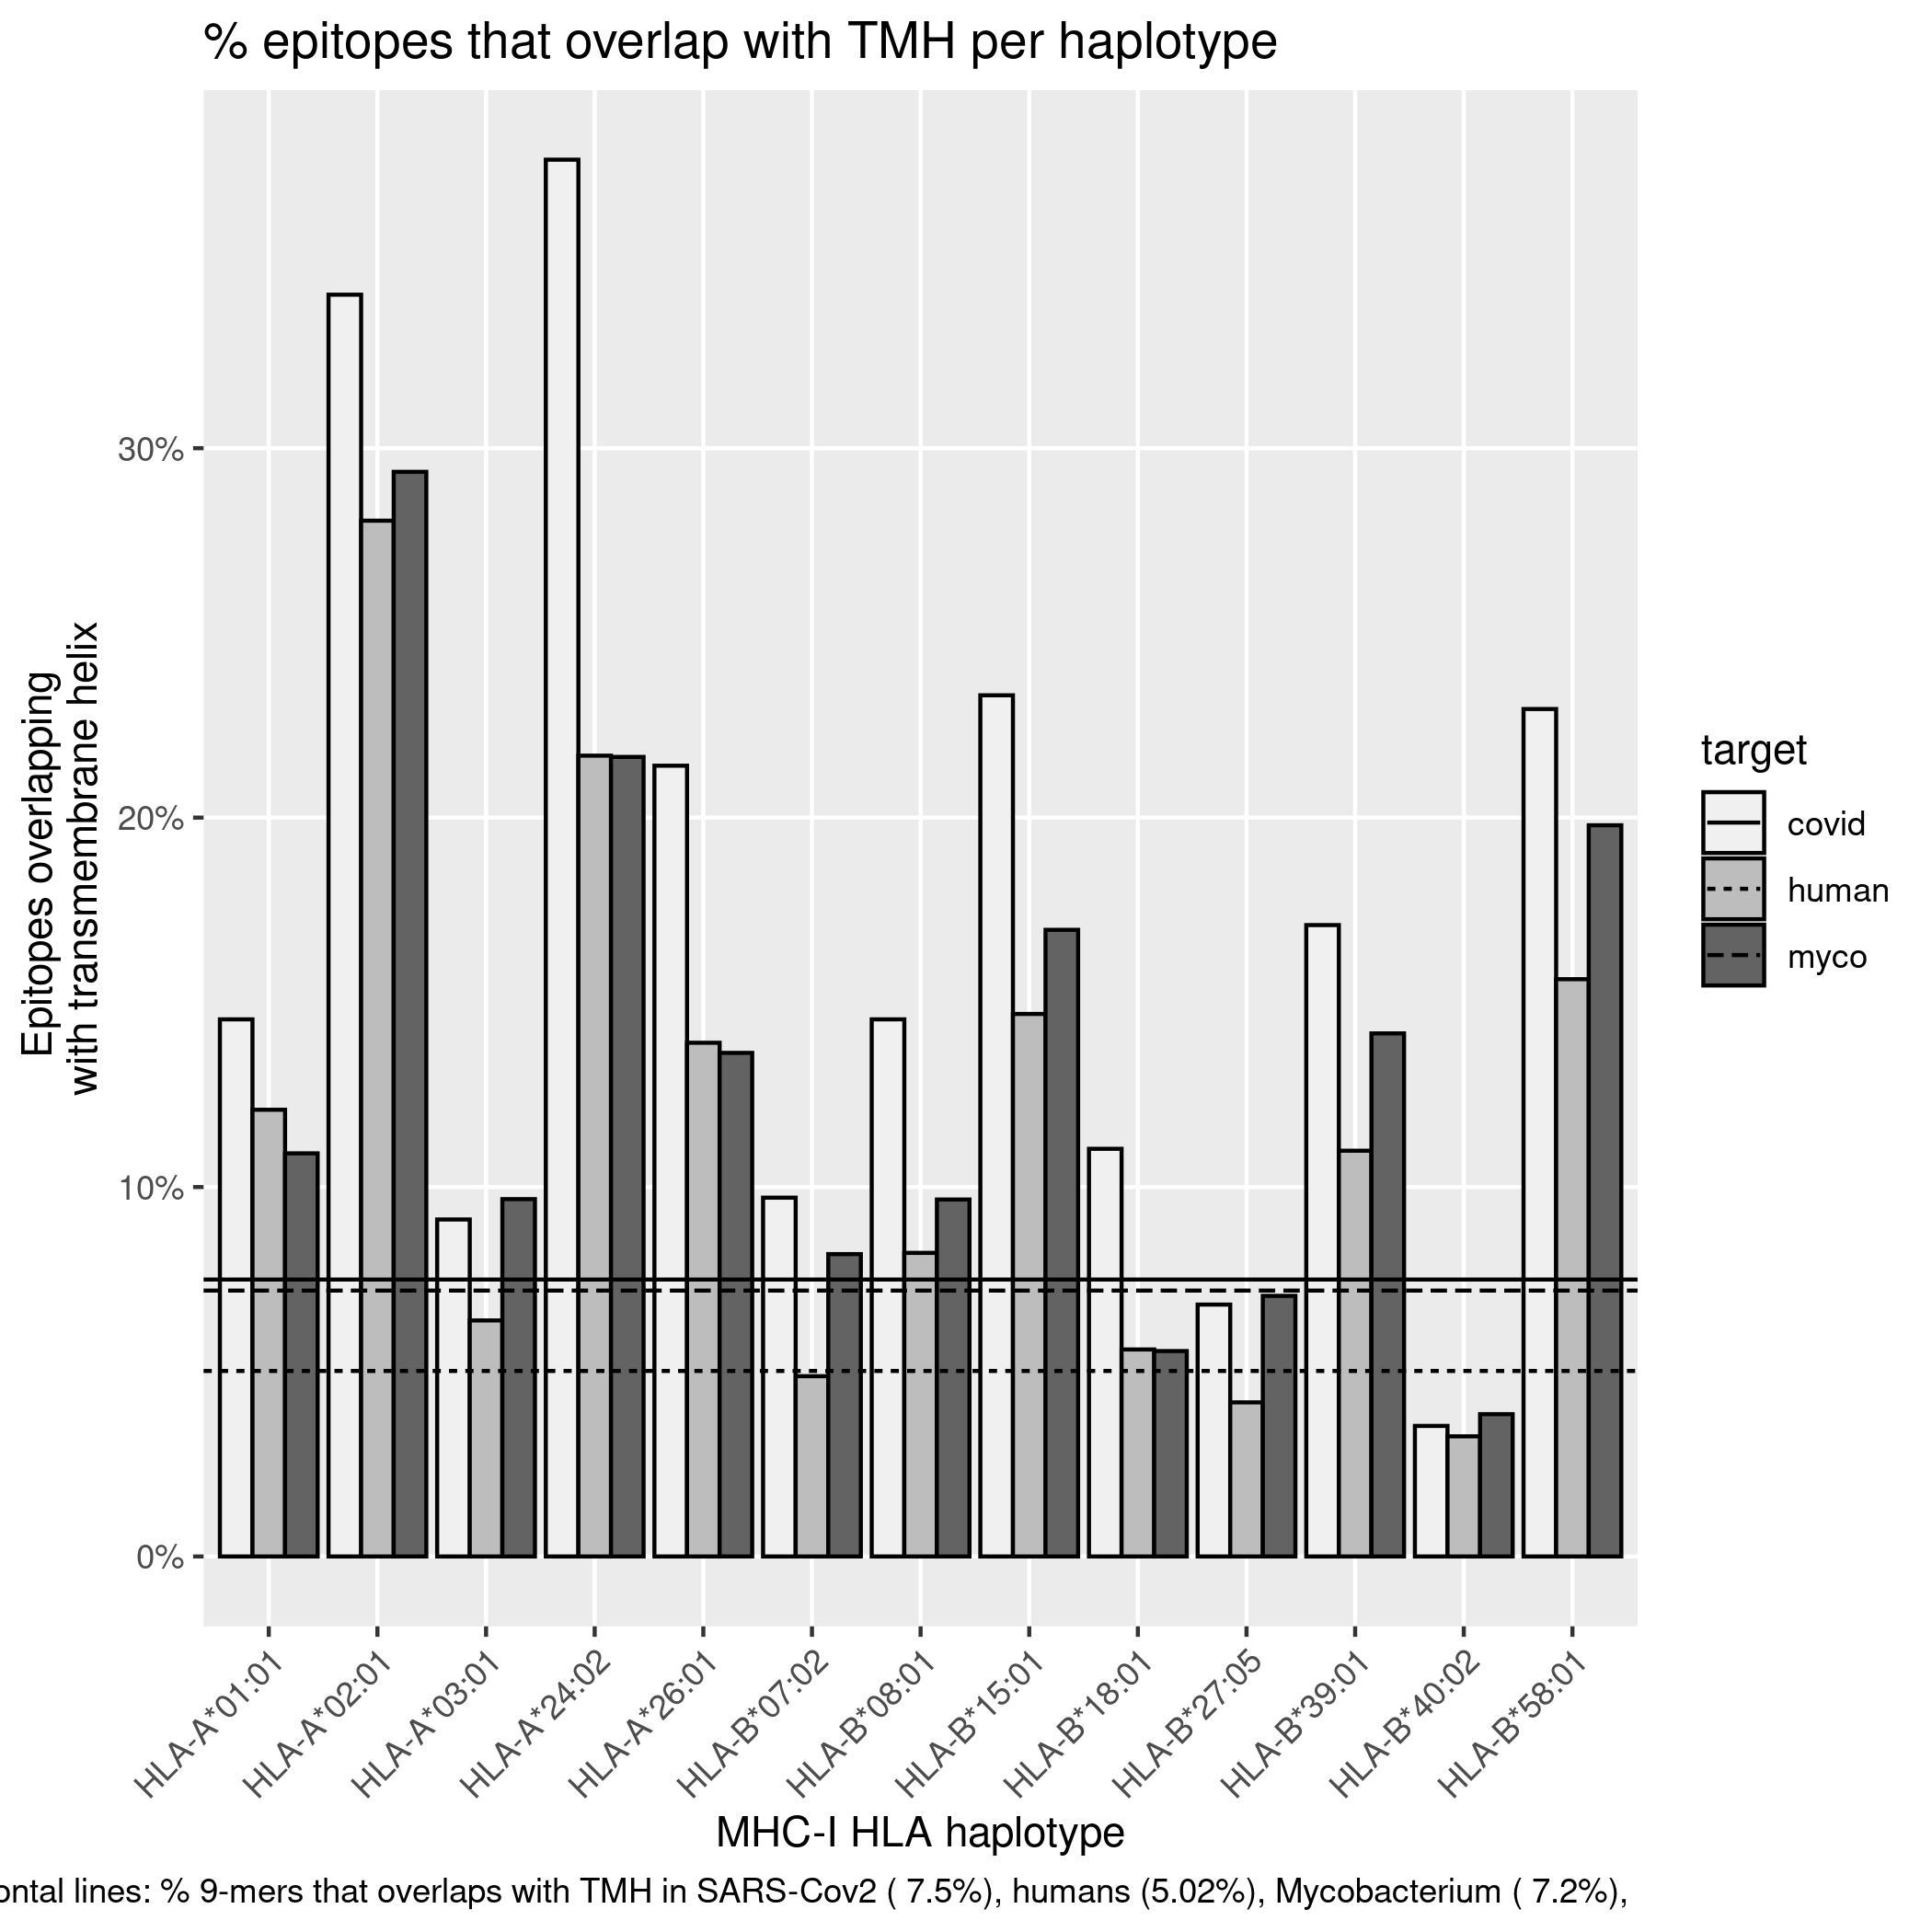 % epitopes that overlap with TMH per haplotype
Epitopes overlapping
with transmembrane helix
30%
20%
10%
0%
target
covid
human
myco
HLA-A*01:01
HLA-A*02:01
HLA-A*03:01
HLA-A*24:02
HLA-A*26:01
HLA-B*07:02
HLA-B*08:01
HLA-B*15:01
HLA-B*18:01
HLA-B*27:05
HLA-B*39:01
HLA-B*40:02
HLA-B*58:01
MHC-I HLA haplotype
ontal lines: % 9-mers that overlaps with TMH in SARS-Cov2 ( 7.5%), humans (5.02%), Mycobacterium ( 7.2%),